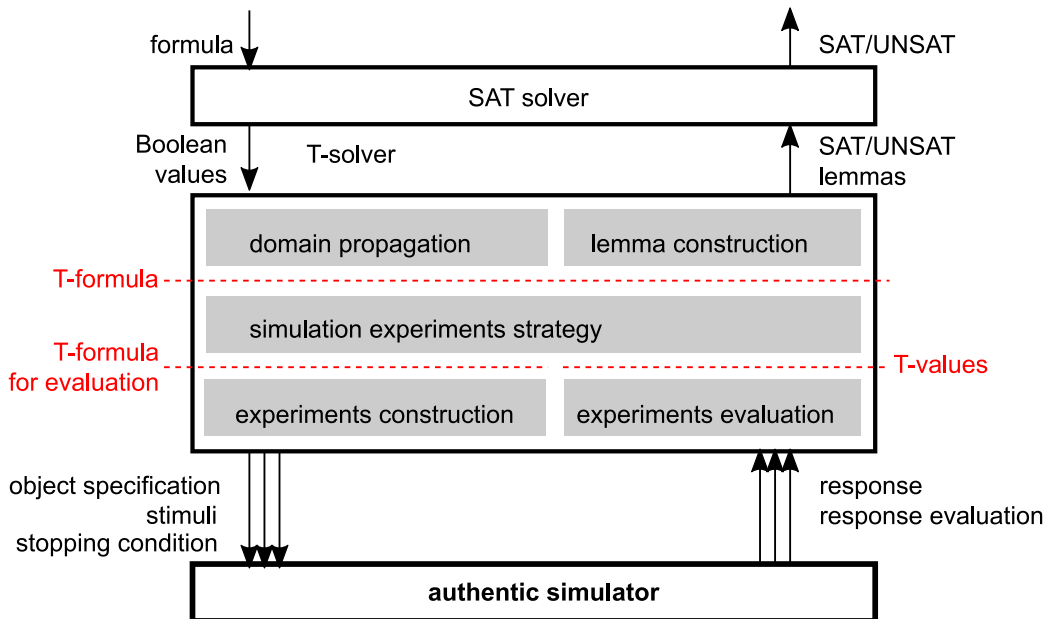 formula
SAT/UNSAT
SAT solver
Boolean
values
T-solver
SAT/UNSAT
lemmas
domain propagation
lemma construction
T-formula
simulation experiments strategy
T-formula
for evaluation
T-values
experiments construction
experiments evaluation
object specification
stimuli
stopping condition
response
response evaluation
authentic simulator